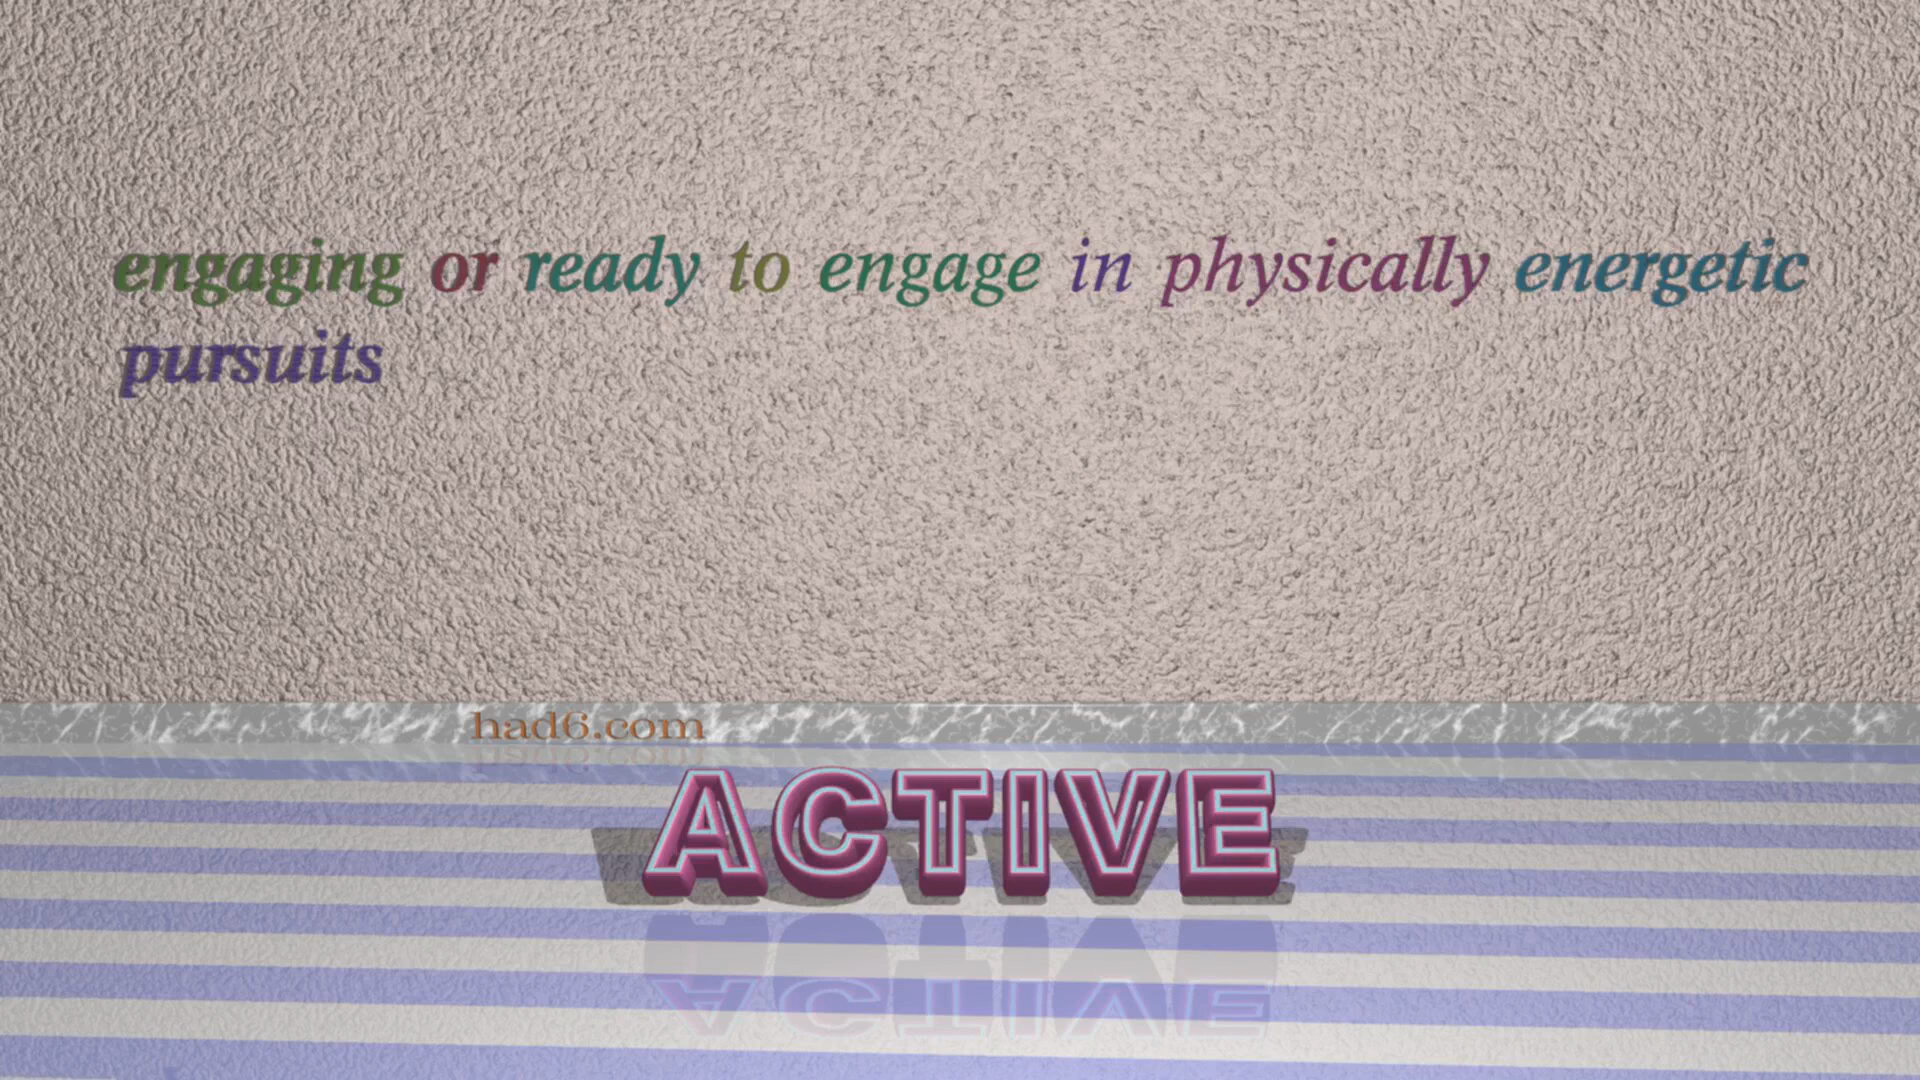 engaging or ready to engage in physically energetic
pursuits
had6.com
ACTIVE